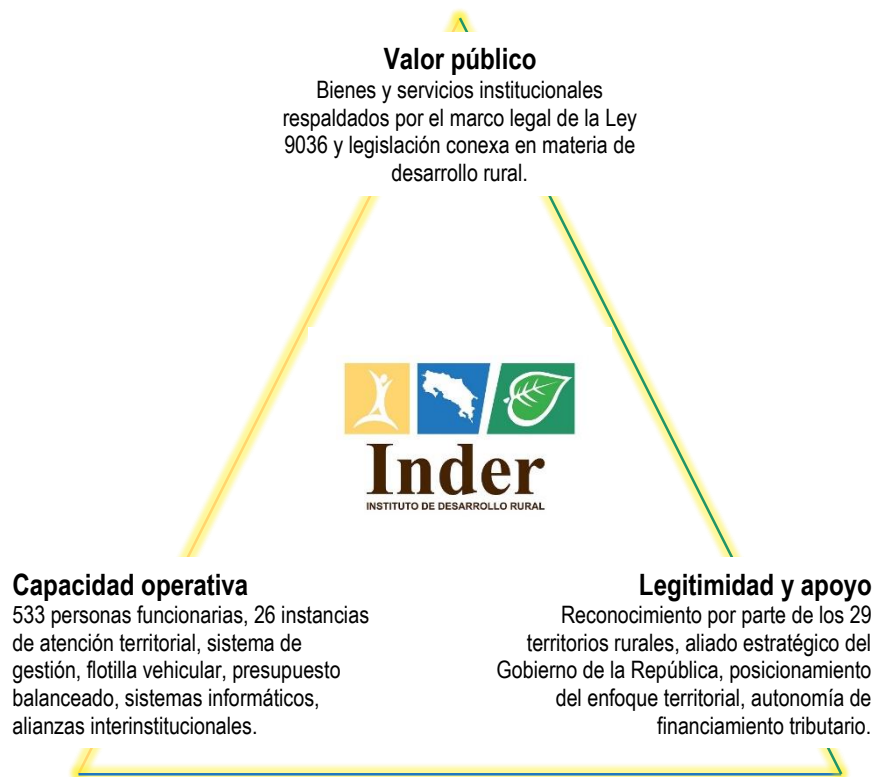 Valor público
Bienes y servicios institucionales
respaldados por el marco legal de la Ley
9036 y legislación conexa en materia de
desarrollo rural.
Inder
INSTITUTO DE DESARROLLO RURAL
Capacidad operativa
533 personas funcionarias, 26 instancias
de atención territorial, sistema de
gestión, flotilla vehicular, presupuesto
balanceado, sistemas informáticos,
alianzas interinstitucionales.
Legitimidad y apoyo
Reconocimiento por parte de los 29
territorios rurales, aliado estratégico del
Gobierno de la República, posicionamiento
del enfoque territorial, autonomía de
financiamiento tributario.